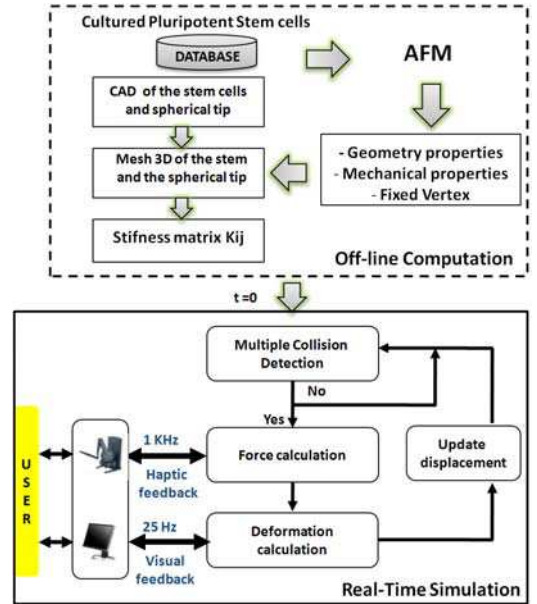 Cultured Pluripotent Stem cells
DATABASE
AFM
CAD of the stem cells
and spherical tip
Mesh 3D of the stem
and the spherical tip
- Geometry properties
- Mechanical properties
- Fixed Vertex
Stifness matrix Kij
Off-line Computation
t =0
Multiple Collision
Detection
No
Yes
USER
1 KHz
Haptic
feedback
Force calculation
Update
displacement
25 Hz
Visual
feedback
Deformation
calculation
Real-Time Simulation